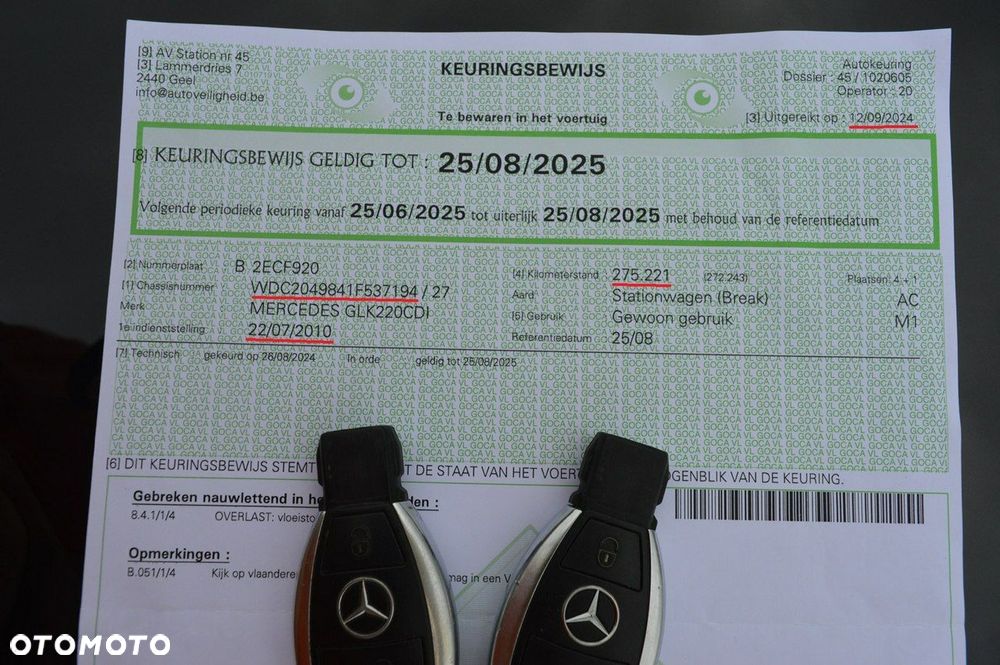 [9] AV Station nr 45
[3] Lammerdries 7
2440 Geel
info@autoveiligheid.be
KEURINGSBEWIJS
Te bewaren in het voertuig
Autokeuring
Dossier : 45 / 1020605
Operator : 20
[3] Uitgereikt op : 12/09/2024
[8] KEURINGSBEWIJS GELDIG TOT : 25/08/2025
Volgende periodieke keuring vanaf 25/06/2025 tot uiterlijk 25/08/2025 met behoud van de referentiedatum
[2] Nummerplaat : B 2ECF920
[1] Chassisnummer : WDC2049841F537194 / 27
Merk : MERCEDES GLK220CDI
1e indienststelling : 22/07/2010
[4] Kilometerstand : 275.221 (272.243) Plaatsen: 4 + 1
Aard : Stationwagen (Break) AC
[5] Gebruik : Gewoon gebruik M1
Referentiedatum : 25/08
[7] Technisch : gekeurd op 26/08/2024 In orde geldig tot 25/08/2025
[6] DIT KEURINGSBEWIJS STEMT T DE STAAT VAN HET VOERT OGENBLIK VAN DE KEURING.
Gebreken nauwlettend in he den :
8.4.1/1/4 OVERLAST: vloeisto
Opmerkingen :
B.051/1/4 Kijk op vlaandere mag in een V
OTOMOTO